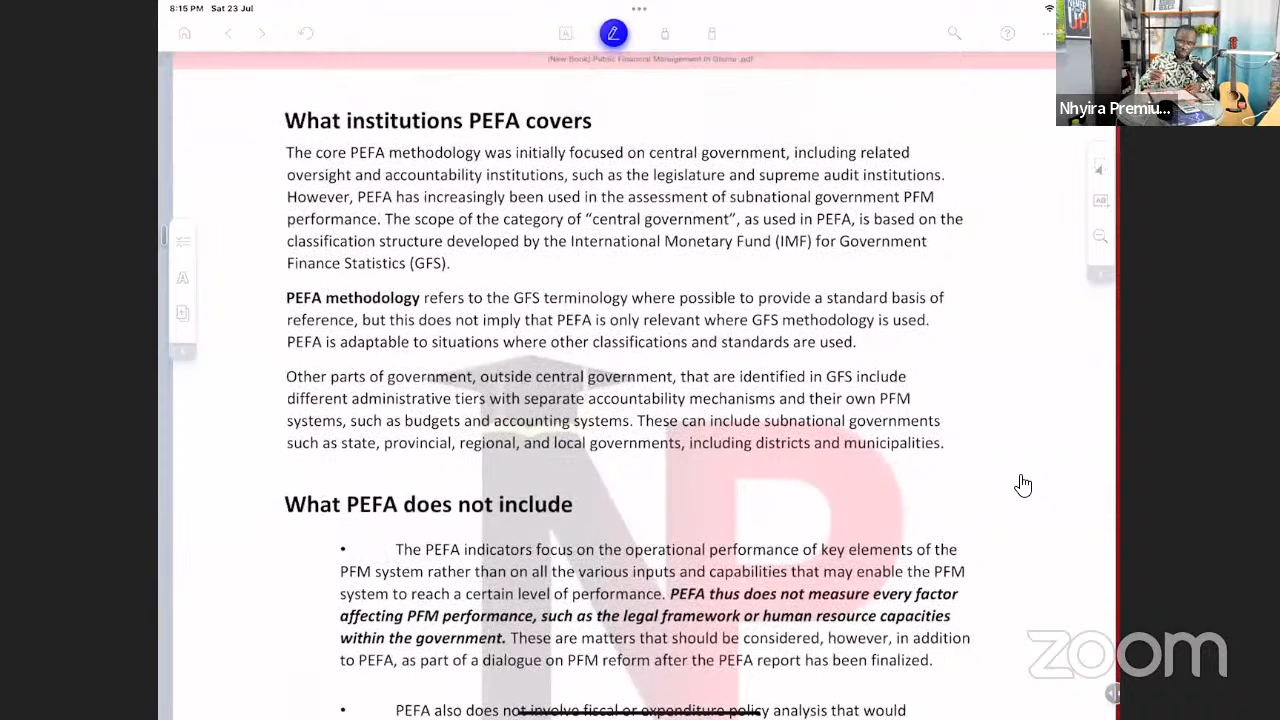 8:15 PM Sat 23 Jul
(New Book) Public Financial Management in Ghana .pdf
Nhyira Premiu...
What institutions PEFA covers
The core PEFA methodology was initially focused on central government, including related
oversight and accountability institutions, such as the legislature and supreme audit institutions.
However, PEFA has increasingly been used in the assessment of subnational government PFM
performance. The scope of the category of “central government”, as used in PEFA, is based on the
classification structure developed by the International Monetary Fund (IMF) for Government
Finance Statistics (GFS).
PEFA methodology refers to the GFS terminology where possible to provide a standard basis of
reference, but this does not imply that PEFA is only relevant where GFS methodology is used.
PEFA is adaptable to situations where other classifications and standards are used.
Other parts of government, outside central government, that are identified in GFS include
different administrative tiers with separate accountability mechanisms and their own PFM
systems, such as budgets and accounting systems. These can include subnational governments
such as state, provincial, regional, and local governments, including districts and municipalities.
What PEFA does not include
• The PEFA indicators focus on the operational performance of key elements of the
PFM system rather than on all the various inputs and capabilities that may enable the PFM
system to reach a certain level of performance. PEFA thus does not measure every factor
affecting PFM performance, such as the legal framework or human resource capacities
within the government. These are matters that should be considered, however, in addition
to PEFA, as part of a dialogue on PFM reform after the PEFA report has been finalized.
• PEFA also does not involve fiscal or expenditure policy analysis that would
NP
zoom